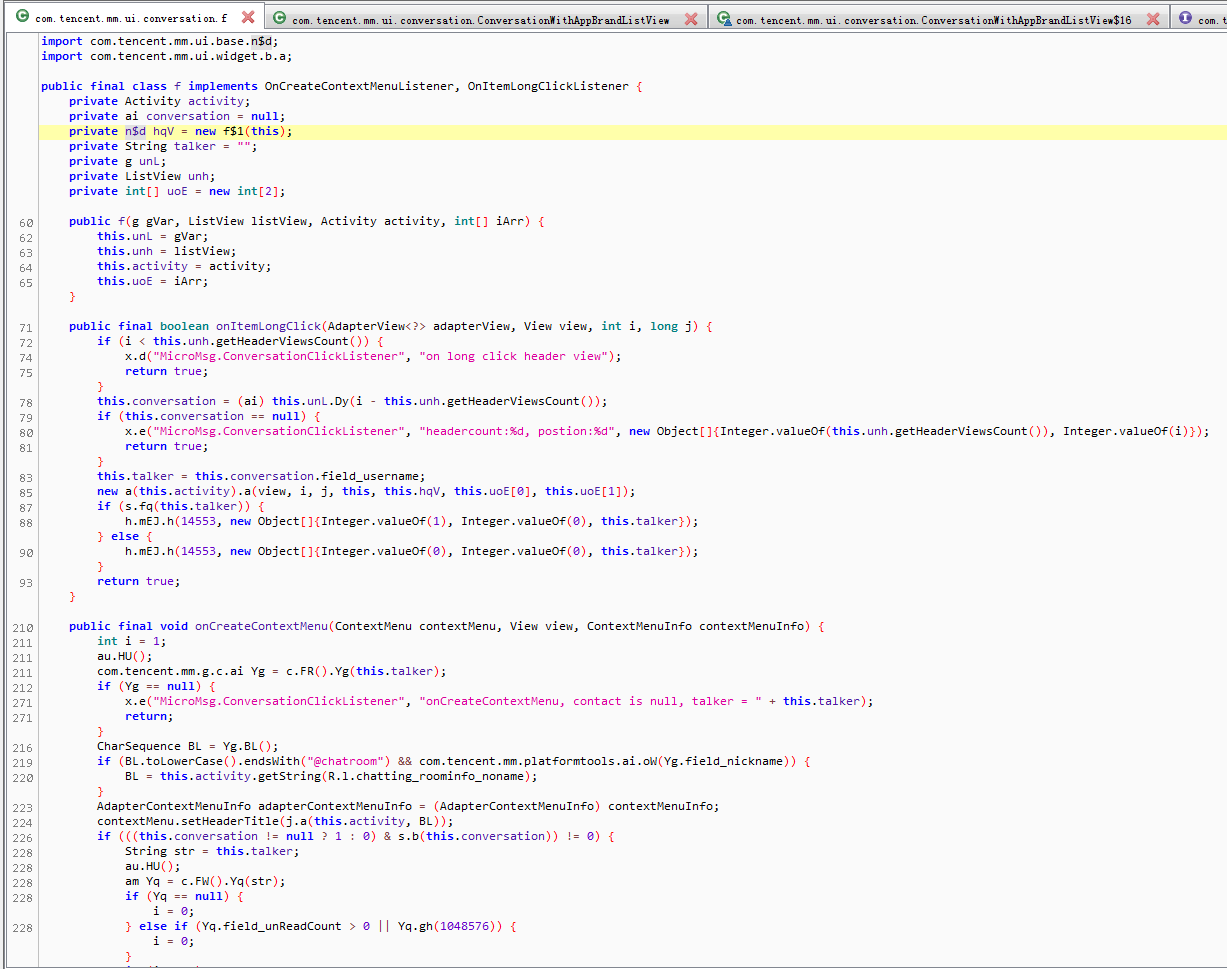 com.tencent.mm.ui.conversation.f com.tencent.mm.ui.conversation.ConversationWithAppBrandListView com.tencent.mm.ui.conversation.ConversationWithAppBrandListView$16 com.t
import com.tencent.mm.ui.base.n$d;
import com.tencent.mm.ui.widget.b.a;
public final class f implements OnCreateContextMenuListener, OnItemLongClickListener {
private Activity activity;
private ai conversation = null;
private n$d hqV = new f$1(this);
private String talker = "";
private g unL;
private ListView unh;
private int[] uoE = new int[2];
60 public f(g gVar, ListView listView, Activity activity, int[] iArr) {
62 this.unL = gVar;
63 this.unh = listView;
64 this.activity = activity;
65 this.uoE = iArr;
}
71 public final boolean onItemLongClick(AdapterView<?> adapterView, View view, int i, long j) {
72 if (i < this.unh.getHeaderViewsCount()) {
74 x.d("MicroMsg.ConversationClickListener", "on long click header view");
75 return true;
}
78 this.conversation = (ai) this.unL.Dy(i - this.unh.getHeaderViewsCount());
79 if (this.conversation == null) {
80 x.e("MicroMsg.ConversationClickListener", "headercount:%d, postion:%d", new Object[]{Integer.valueOf(this.unh.getHeaderViewsCount()), Integer.valueOf(i)});
81 return true;
}
83 this.talker = this.conversation.field_username;
85 new a(this.activity).a(view, i, j, this, this.hqV, this.uoE[0], this.uoE[1]);
87 if (s.fq(this.talker)) {
88 h.mEJ.h(14553, new Object[]{Integer.valueOf(1), Integer.valueOf(0), this.talker});
} else {
90 h.mEJ.h(14553, new Object[]{Integer.valueOf(0), Integer.valueOf(0), this.talker});
}
93 return true;
}
210 public final void onCreateContextMenu(ContextMenu contextMenu, View view, ContextMenuInfo contextMenuInfo) {
211 int i = 1;
211 au.HU();
211 com.tencent.mm.g.c.ai Yg = c.FR().Yg(this.talker);
212 if (Yg == null) {
271 x.e("MicroMsg.ConversationClickListener", "onCreateContextMenu, contact is null, talker = " + this.talker);
271 return;
}
216 CharSequence BL = Yg.BL();
219 if (BL.toLowerCase().endsWith("@chatroom") && com.tencent.mm.platformtools.ai.oW(Yg.field_nickname)) {
220 BL = this.activity.getString(R.l.chatting_roominfo_noname);
}
223 AdapterContextMenuInfo adapterContextMenuInfo = (AdapterContextMenuInfo) contextMenuInfo;
224 contextMenu.setHeaderTitle(j.a(this.activity, BL));
226 if (((this.conversation != null ? 1 : 0) & s.b(this.conversation)) != 0) {
228 String str = this.talker;
228 au.HU();
228 am Yq = c.FW().Yq(str);
228 if (Yq == null) {
i = 0;
228 } else if (Yq.field_unReadCount > 0 || Yq.gh(1048576)) {
i = 0;
}